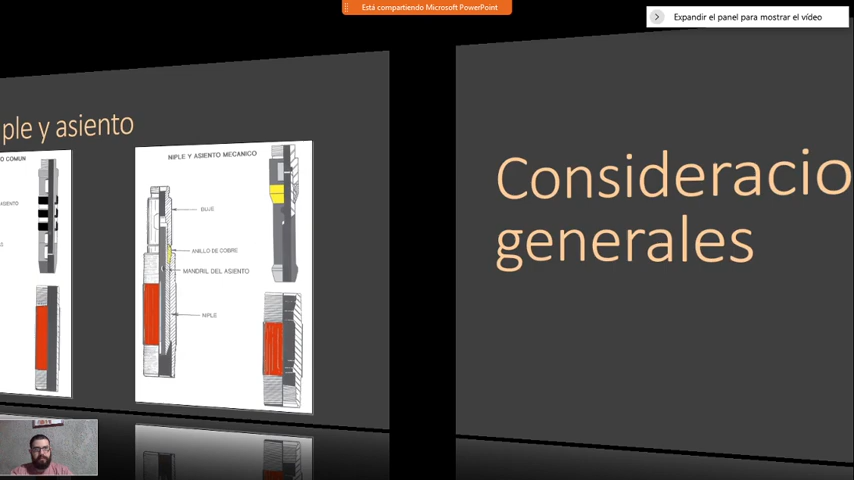 Está compartiendo Microsoft PowerPoint
Expandir el panel para mostrar el vídeo
ple y asiento
O COMUN
ASIENTO
NIPLE Y ASIENTO MECANICO
BUJE
ANILLO DE COBRE
MANDRIL DEL ASIENTO
NIPLE
Consideracio
generales